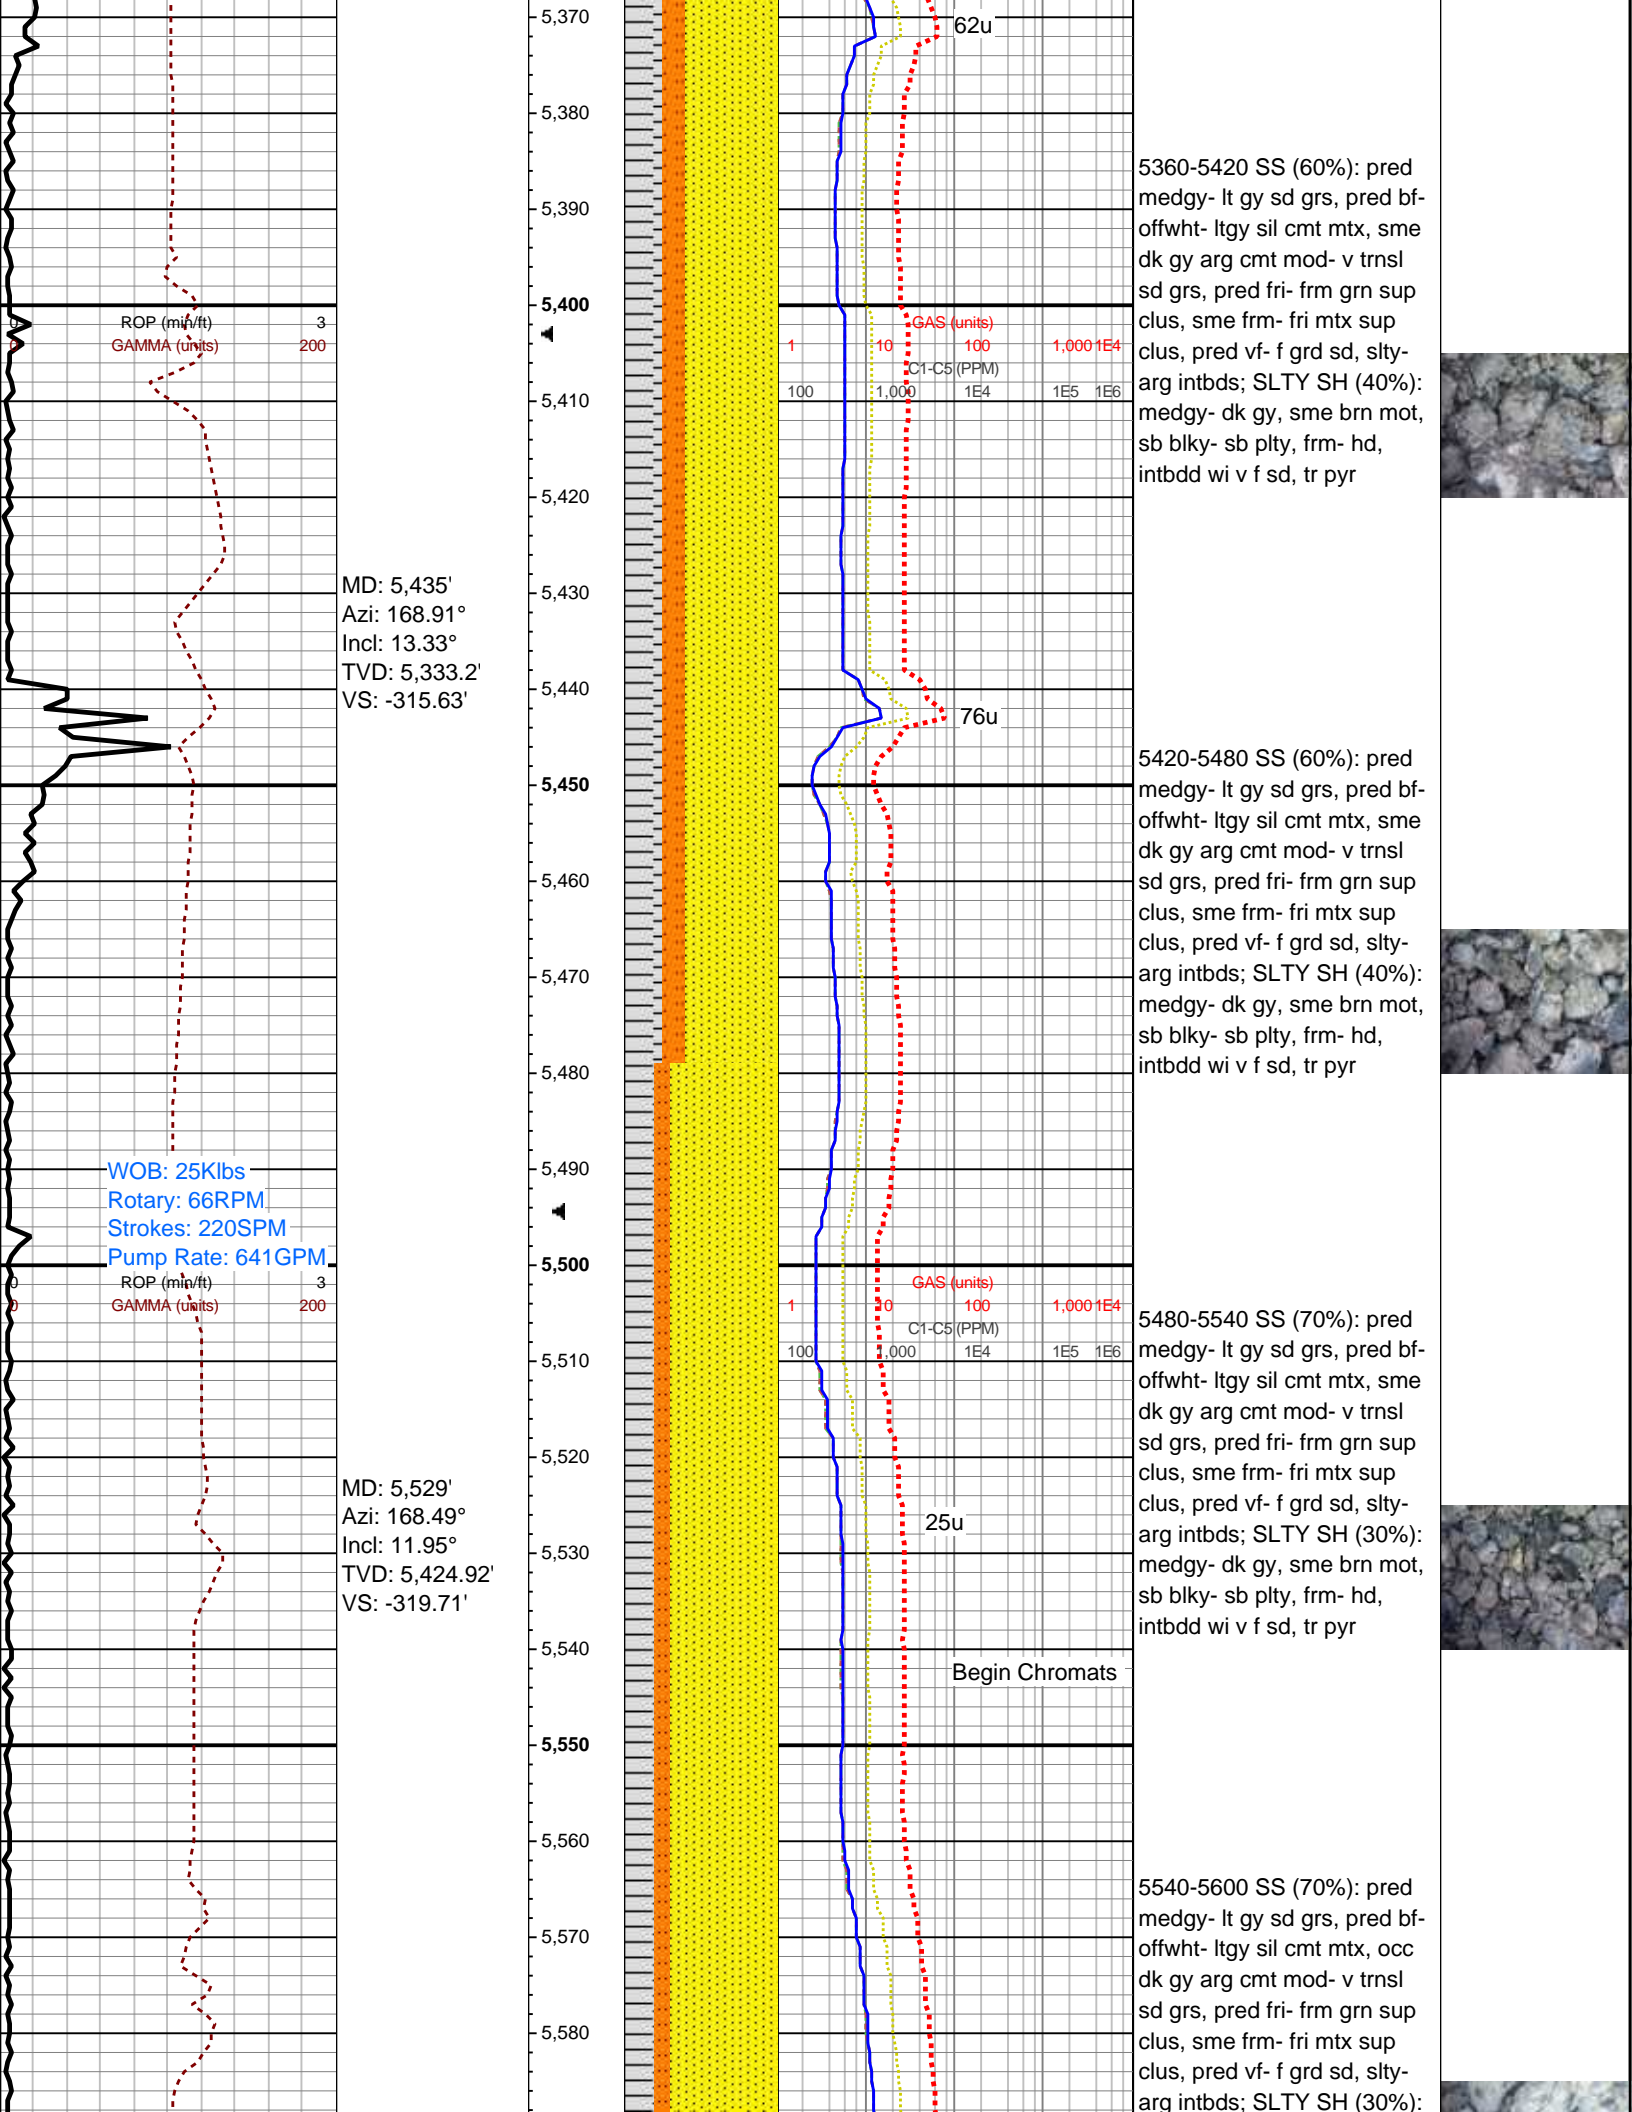 5,370
62u
5,380
5360-5420 SS (60%): pred
medgy- lt gy sd grs, pred bf-
offwht- ltgy sil cmt mtx, sme
dk gy arg cmt mod- v trnsl
sd grs, pred fri- frm grn sup
clus, sme frm- fri mtx sup
clus, pred vf- f grd sd, slty-
arg intbds; SLTY SH (40%):
medgy- dk gy, sme brn mot,
sb blky- sb plty, frm- hd,
intbdd wi v f sd, tr pyr
5,390
5,400
0 ROP (min/ft) 3
0 GAMMA (units) 200
GAS (units)
1 10 100 1,000 1E4
C1-C5 (PPM)
100 1,000 1E4 1E5 1E6
5,410
5,420
5,430
MD: 5,435'
Azi: 168.91°
Incl: 13.33°
TVD: 5,333.2'
VS: -315.63'
5,440
76u
5,450
5420-5480 SS (60%): pred
medgy- lt gy sd grs, pred bf-
offwht- ltgy sil cmt mtx, sme
dk gy arg cmt mod- v trnsl
sd grs, pred fri- frm grn sup
clus, sme frm- fri mtx sup
clus, pred vf- f grd sd, slty-
arg intbds; SLTY SH (40%):
medgy- dk gy, sme brn mot,
sb blky- sb plty, frm- hd,
intbdd wi v f sd, tr pyr
5,460
5,470
5,480
5,490
WOB: 25Klbs
Rotary: 66RPM
Strokes: 220SPM
Pump Rate: 641GPM
5,500
0 ROP (min/ft) 3
0 GAMMA (units) 200
GAS (units)
1 10 100 1,000 1E4
C1-C5 (PPM)
100 1,000 1E4 1E5 1E6
5,510
5480-5540 SS (70%): pred
medgy- lt gy sd grs, pred bf-
offwht- ltgy sil cmt mtx, sme
dk gy arg cmt mod- v trnsl
sd grs, pred fri- frm grn sup
clus, sme frm- fri mtx sup
clus, pred vf- f grd sd, slty-
arg intbds; SLTY SH (30%):
medgy- dk gy, sme brn mot,
sb blky- sb plty, frm- hd,
intbdd wi v f sd, tr pyr
5,520
MD: 5,529'
Azi: 168.49°
Incl: 11.95°
TVD: 5,424.92'
VS: -319.71'
25u
5,530
5,540
Begin Chromats
5,550
5,560
5540-5600 SS (70%): pred
medgy- lt gy sd grs, pred bf-
offwht- ltgy sil cmt mtx, occ
dk gy arg cmt mod- v trnsl
sd grs, pred fri- frm grn sup
clus, sme frm- fri mtx sup
clus, pred vf- f grd sd, slty-
arg intbds; SLTY SH (30%):
5,570
5,580